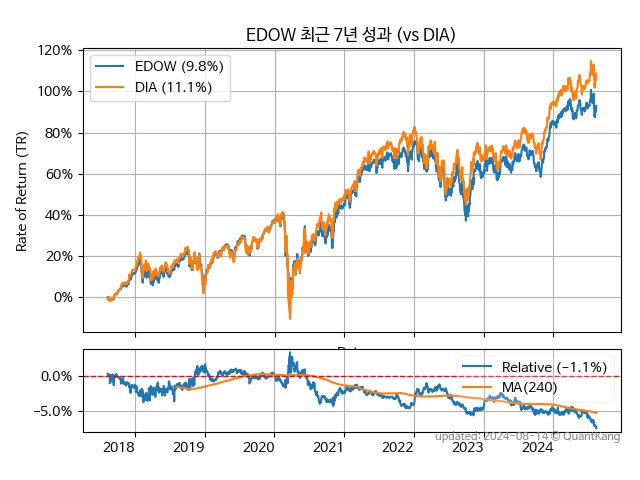 EDOW 최근 7년 성과 (vs DIA)
120%
100%
80%
60%
40%
20%
0%
Rate of Return (TR)
EDOW (9.8%)
DIA (11.1%)
0.0%
−5.0%
Relative (−1.1%)
MA(240)
2018 2019 2020 2021 2022 2023 2024
updated: 2024-08-14 © QuantKang